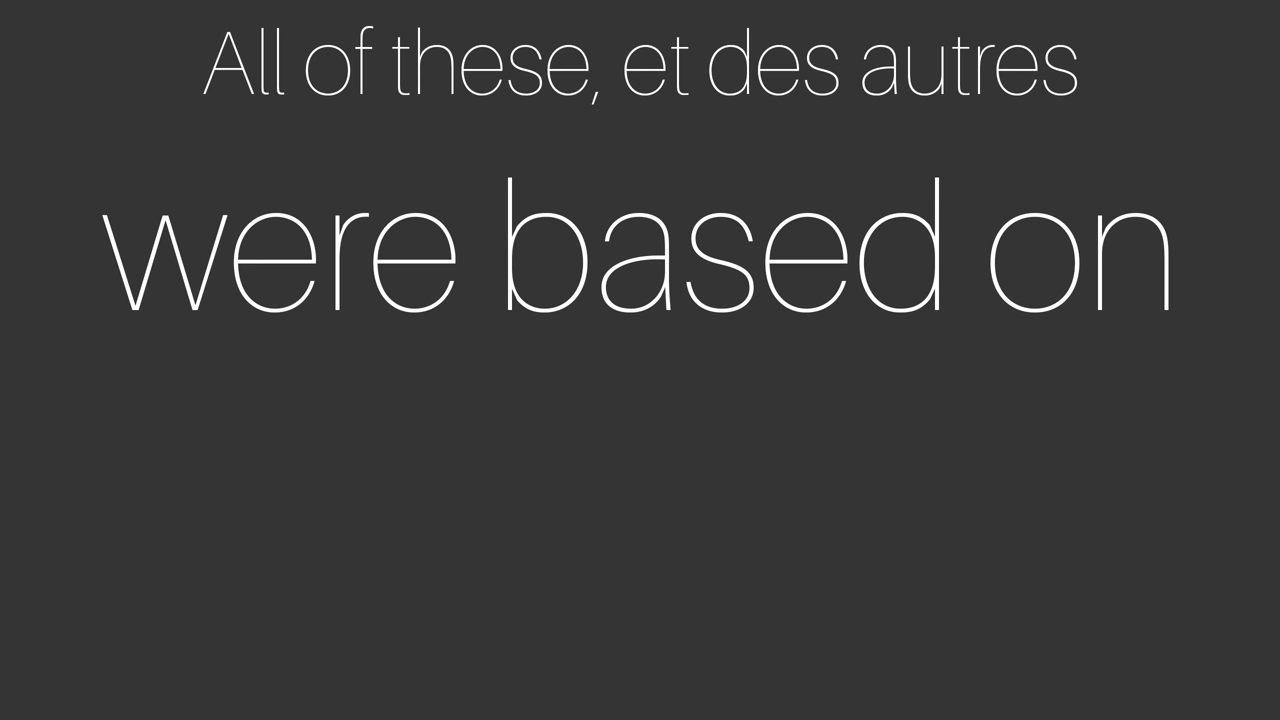 All of these, et des autres
were based on